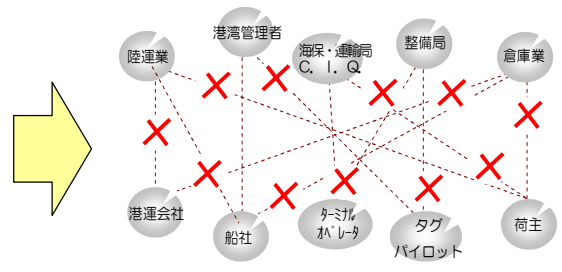 陸運業
港湾管理者
海保・運輸局
C．I．Q．
整備局
倉庫業
港運会社
船社
ﾀｰﾐﾅﾙ
ｵﾍﾟﾚｰﾀ
タグ
パイロット
荷主